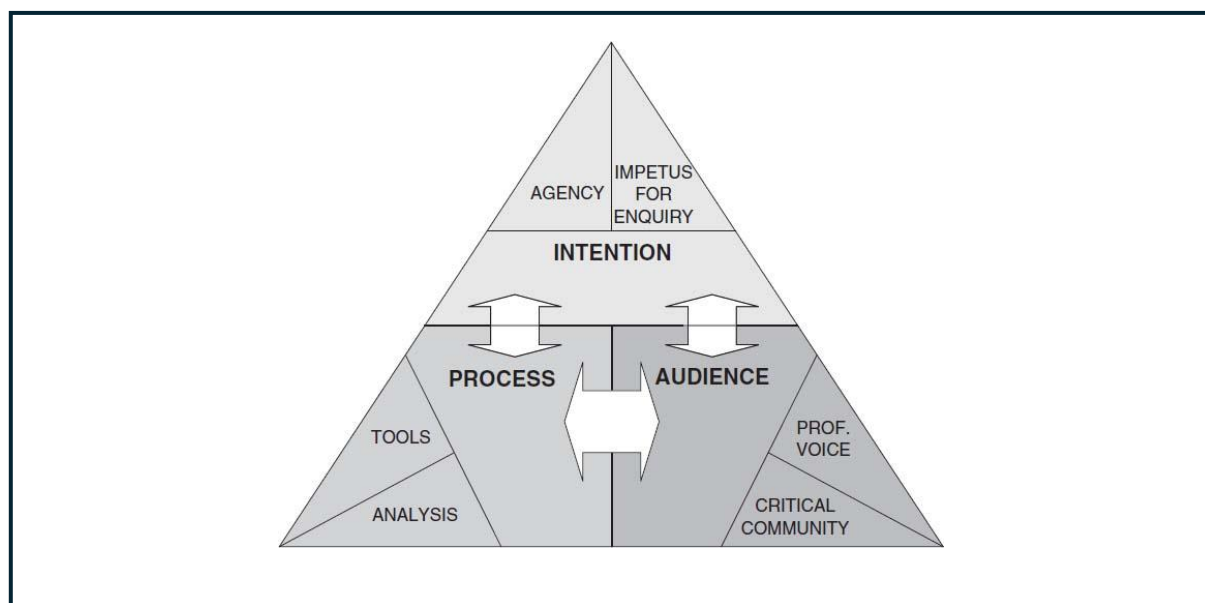 AGENCY
IMPETUS
FOR
ENQUIRY
INTENTION
PROCESS
AUDIENCE
TOOLS
ANALYSIS
PROF.
VOICE
CRITICAL
COMMUNITY